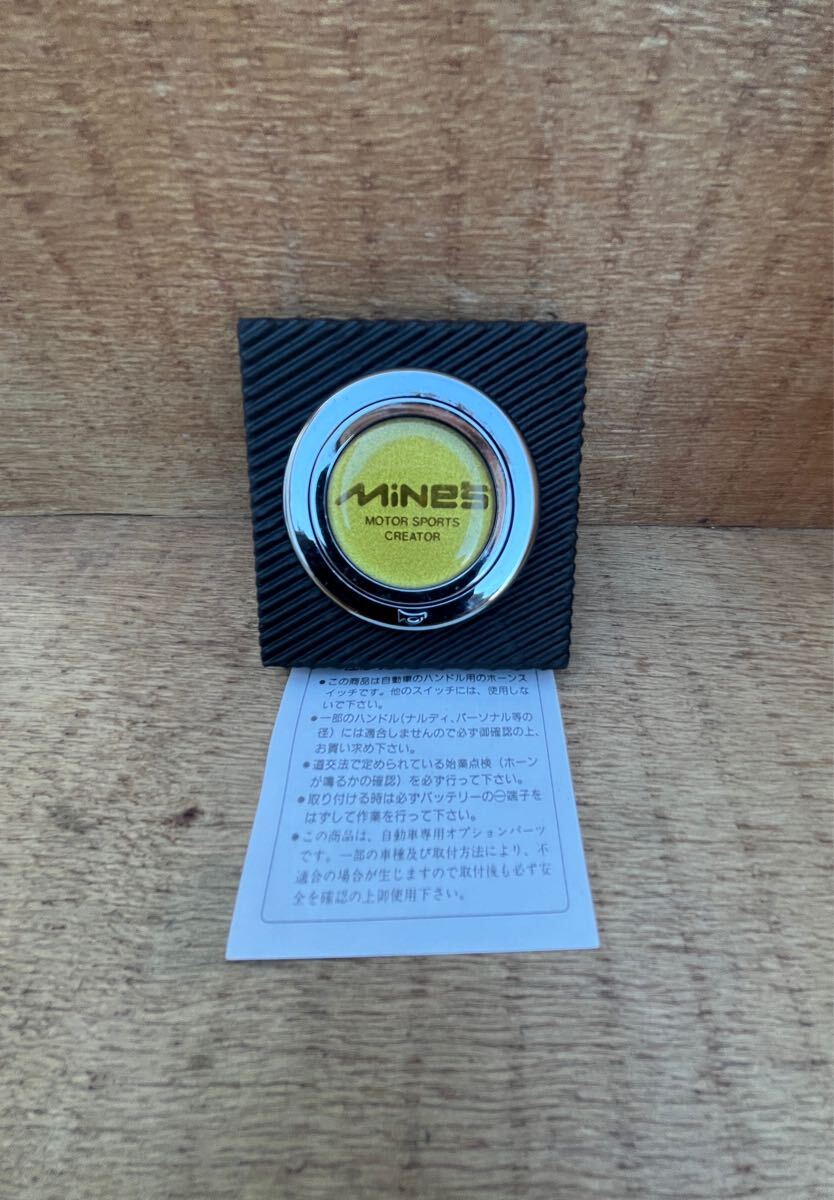 MiNe's
MOTOR SPORTS
CREATOR
●この商品は自動車のハンドル用のホーンス
イッチです。他のスイッチには、使用しな
いで下さい。
●一部のハンドル(ナルディ、パーソナル等の
径)には適合しませんので必ず御確認の上、
お買い求め下さい。
●道交法で定められている始業点検(ホーン
が鳴るかの確認)を必ず行って下さい。
●取り付ける時は必ずバッテリーの⊖端子を
はずして作業を行って下さい。
●この商品は、自動車専用オプションパーツ
です。一部の車種及び取付方法により、不
適合の場合が生じますので取付後も必ず安
全を確認の上御使用下さい。